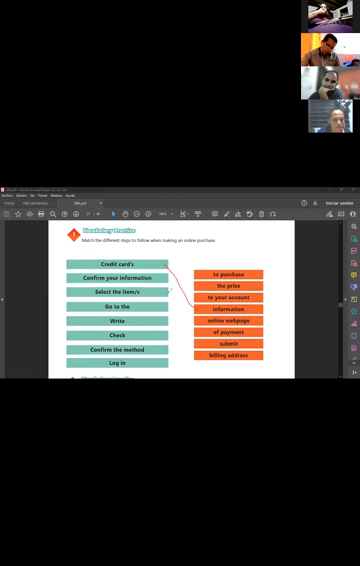 Inicio
Herramientas
Iniciar sesión
1
Vocabulary Practice
Match the different steps to follow when making an online purchase.
Credit card's
Confirm your information
Select the item/s
Go to the
Write
Check
Confirm the method
Log in
to purchase
the price
to your account
information
online webpage
of payment
submit
billing address